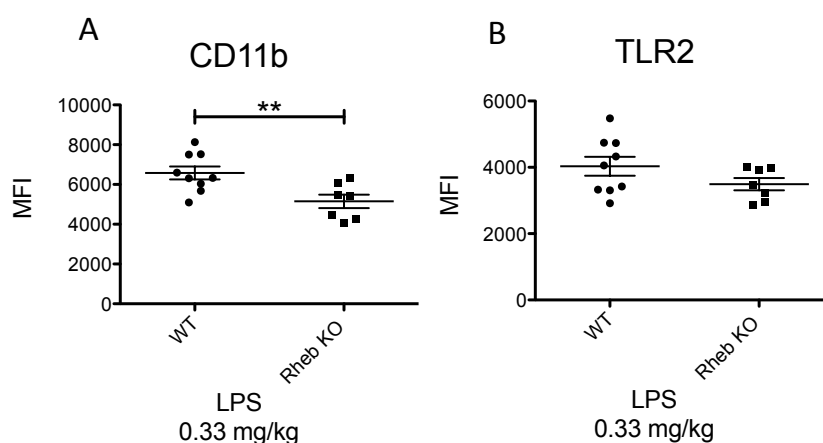 A
CD11b
10000
8000
6000
4000
2000
0
MFI
**
WT
Rheb KO
LPS
0.33 mg/kg
B
TLR2
6000
4000
2000
0
MFI
WT
Rheb KO
LPS
0.33 mg/kg